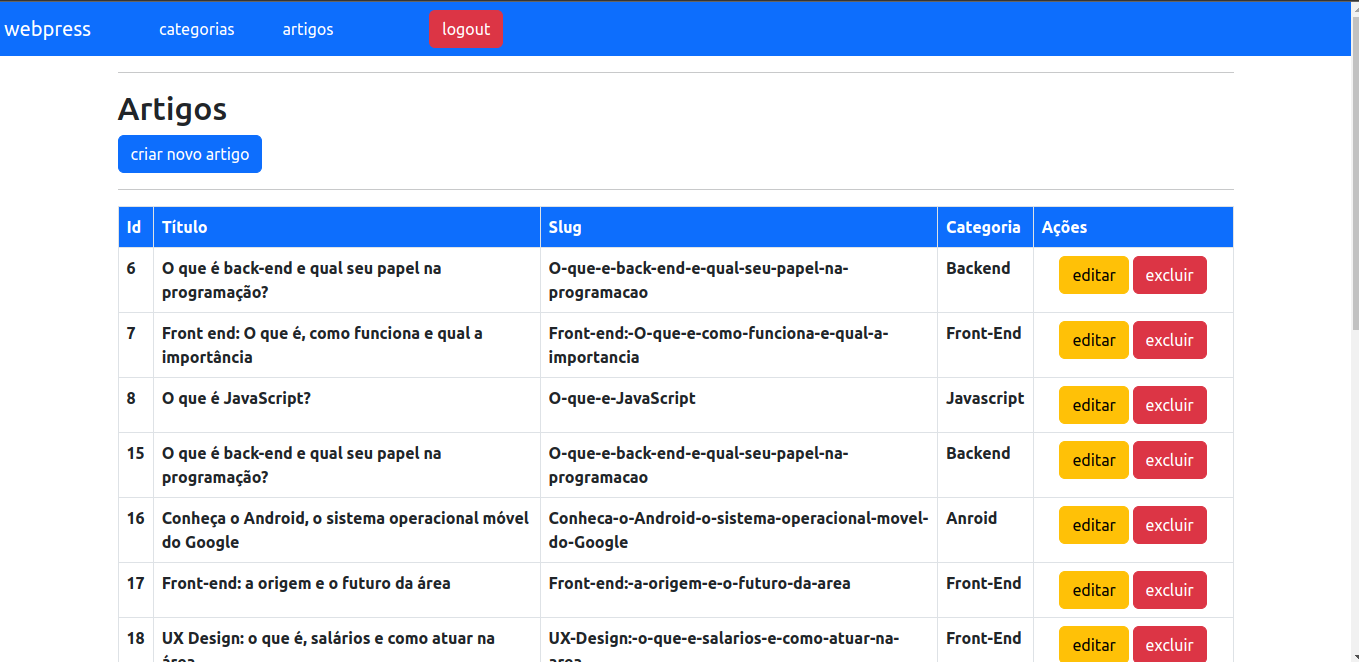 webpress categorias artigos logout
Artigos
criar novo artigo
Id Título Slug Categoria Ações
6 O que é back-end e qual seu papel na O-que-e-back-end-e-qual-seu-papel-na- Backend editar excluir
programação? programacao
7 Front end: O que é, como funciona e qual a Front-end:-O-que-e-como-funciona-e-qual-a- Front-End editar excluir
importância importancia
8 O que é JavaScript? O-que-e-JavaScript Javascript editar excluir
15 O que é back-end e qual seu papel na O-que-e-back-end-e-qual-seu-papel-na- Backend editar excluir
programação? programacao
16 Conheça o Android, o sistema operacional móvel Conheca-o-Android-o-sistema-operacional-movel- Anroid editar excluir
do Google do-Google
17 Front-end: a origem e o futuro da área Front-end:-a-origem-e-o-futuro-da-area Front-End editar excluir
18 UX Design: o que é, salários e como atuar na UX-Design:-o-que-e-salarios-e-como-atuar-na- Front-End editar excluir
área area